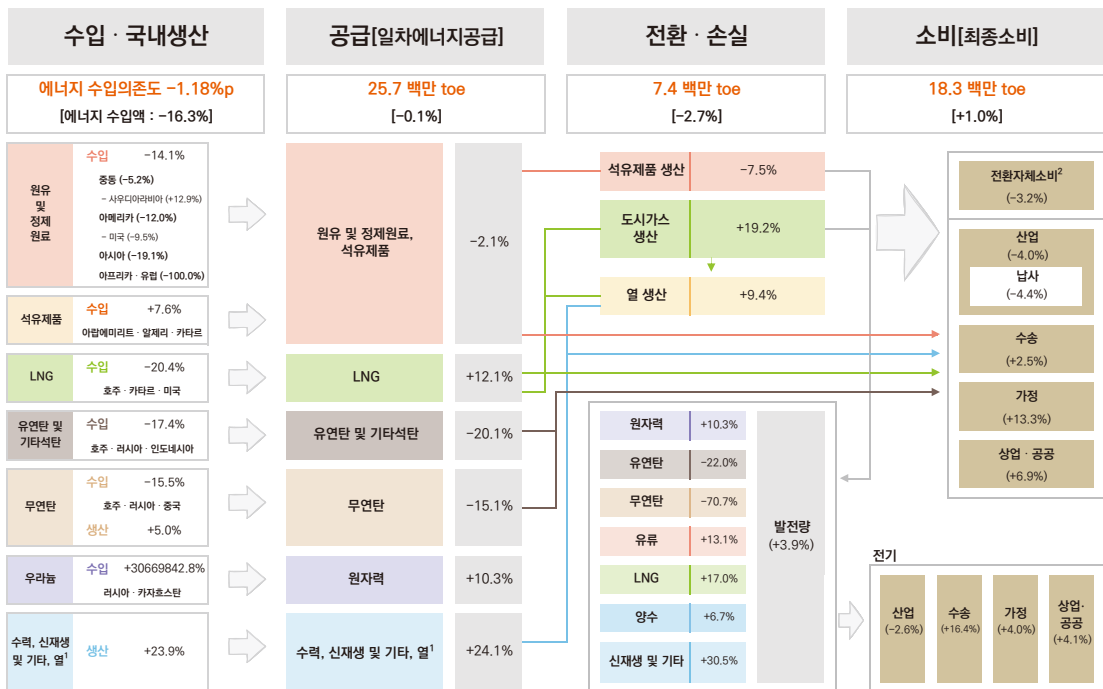 수입 · 국내생산
공급[일차에너지공급]
전환 · 손실
소비[최종소비]
에너지 수입의존도 -1.18%p
[에너지 수입액 : -16.3%]
25.7 백만 toe
[-0.1%]
7.4 백만 toe
[-2.7%]
18.3 백만 toe
[+1.0%]
원유
및
정제
원료
수입 -14.1%
중동 (-5.2%)
- 사우디아라비아 (+12.9%)
아메리카 (-12.0%)
- 미국 (-9.5%)
아시아 (-19.1%)
아프리카 · 유럽 (-100.0%)
석유제품
수입 +7.6%
아랍에미리트 · 알제리 · 카타르
LNG
수입 -20.4%
호주 · 카타르 · 미국
유연탄 및
기타석탄
수입 -17.4%
호주 · 러시아 · 인도네시아
무연탄
수입 -15.5%
호주 · 러시아 · 중국
생산 +5.0%
우라늄
수입 +30669842.8%
러시아 · 카자흐스탄
수력, 신재생
및 기타, 열1
생산 +23.9%
원유 및 정제원료,
석유제품
-2.1%
LNG +12.1%
유연탄 및 기타석탄 -20.1%
무연탄 -15.1%
원자력 +10.3%
수력, 신재생 및 기타, 열1 +24.1%
석유제품 생산 -7.5%
도시가스
생산
+19.2%
열 생산 +9.4%
원자력 +10.3%
유연탄 -22.0%
무연탄 -70.7%
유류 +13.1%
LNG +17.0%
양수 +6.7%
신재생 및 기타 +30.5%
발전량
(+3.9%)
전환자체소비2
(-3.2%)
산업
(-4.0%)
납사
(-4.4%)
수송
(+2.5%)
가정
(+13.3%)
상업 · 공공
(+6.9%)
전기
산업
(-2.6%)
수송
(+16.4%)
가정
(+4.0%)
상업·
공공
(+4.1%)